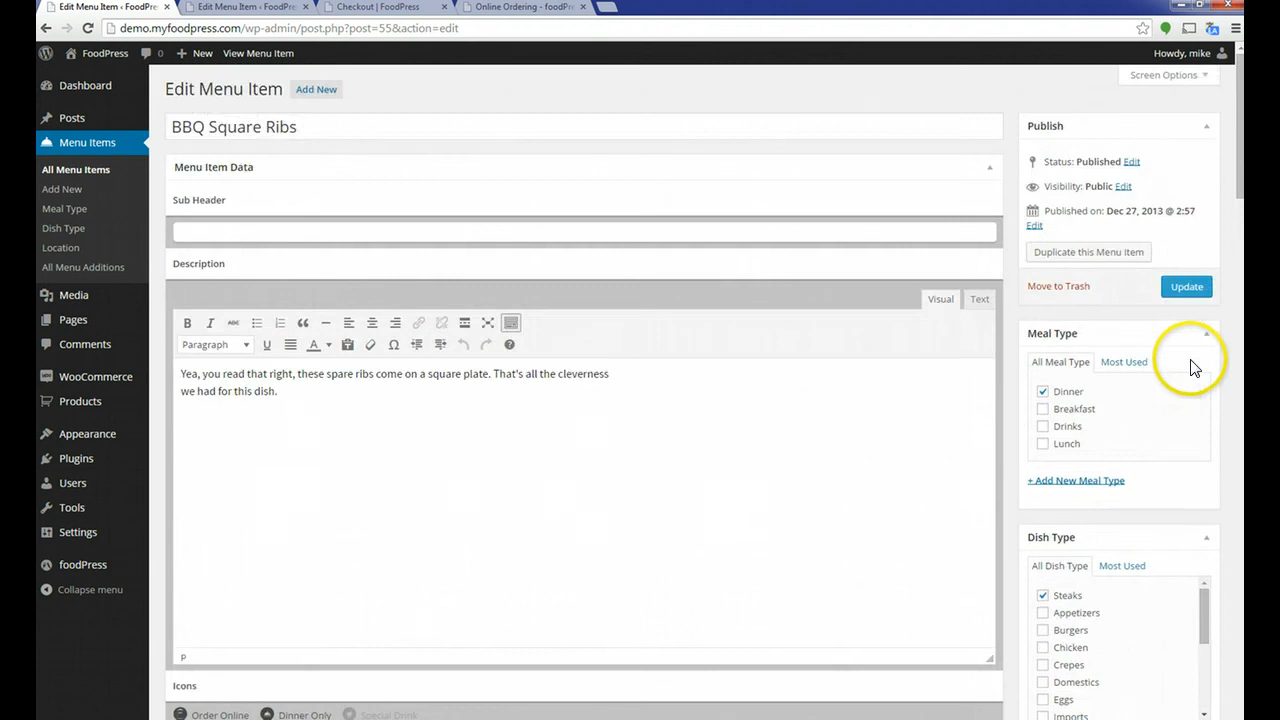 Edit Menu Item ‹ FoodPres
Edit Menu Item ‹ FoodPres
Checkout | FoodPress
Online Ordering - foodPr
demo.myfoodpress.com/wp-admin/post.php?post=55&action=edit
FoodPress 0 + New View Menu Item Howdy, mike
Screen Options
Dashboard
Posts
Menu Items
All Menu Items
Add New
Meal Type
Dish Type
Location
All Menu Additions
Media
Pages
Comments
WooCommerce
Products
Appearance
Plugins
Users
Tools
Settings
foodPress
Collapse menu
Edit Menu Item Add New
BBQ Square Ribs
Menu Item Data
Sub Header
Description
Visual Text
B I ABC
Paragraph U A Ω
Yea, you read that right, these spare ribs come on a square plate. That's all the cleverness
we had for this dish.
p
Icons
Order Online Dinner Only Special Drink
Publish
Status: Published Edit
Visibility: Public Edit
Published on: Dec 27, 2013 @ 2:57
Edit
Duplicate this Menu Item
Move to Trash Update
Meal Type
All Meal Type Most Used
Dinner
Breakfast
Drinks
Lunch
+ Add New Meal Type
Dish Type
All Dish Type Most Used
Steaks
Appetizers
Burgers
Chicken
Crepes
Domestics
Eggs
Imports